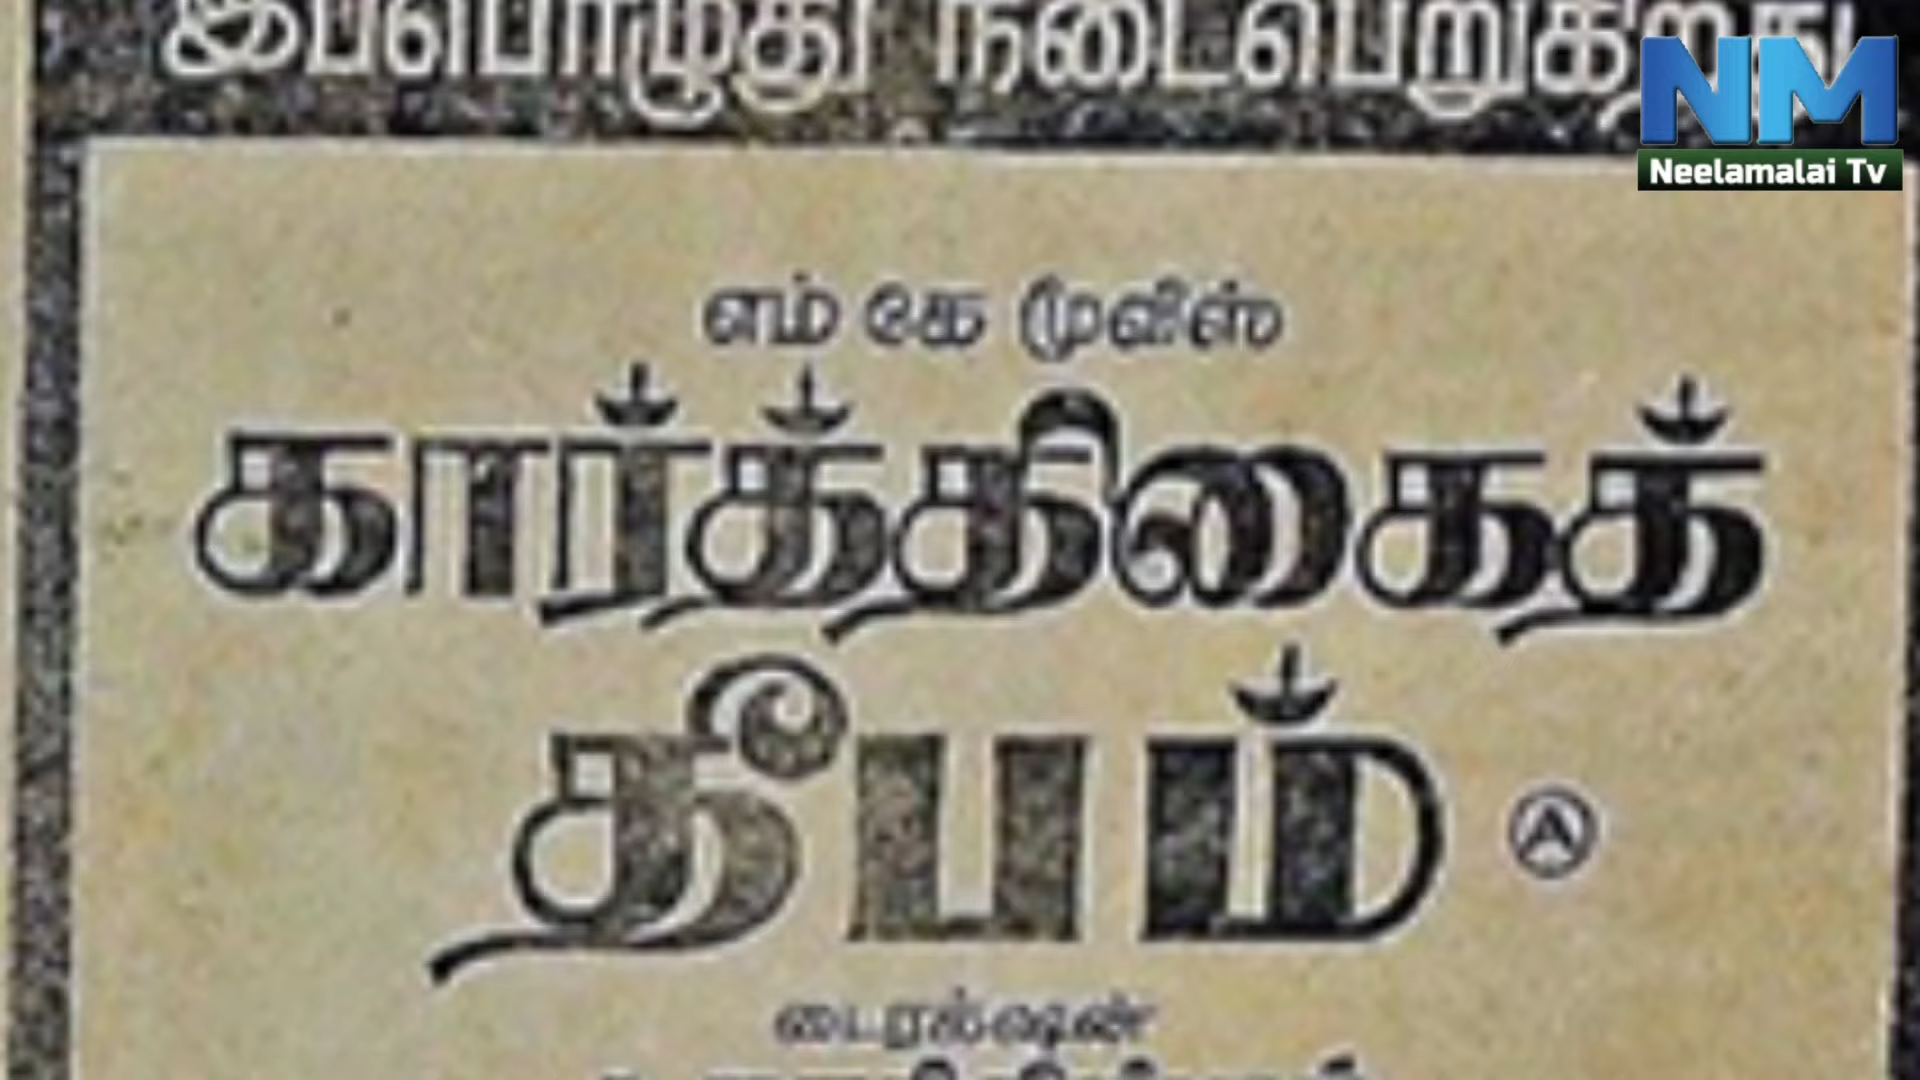 இப்பொழுது நடைபெறுகிறது
NM
Neelamalai Tv
எம் கே மூவிஸ்
கார்த்திகைத்
தீபம்
A
டைரக்ஷன்